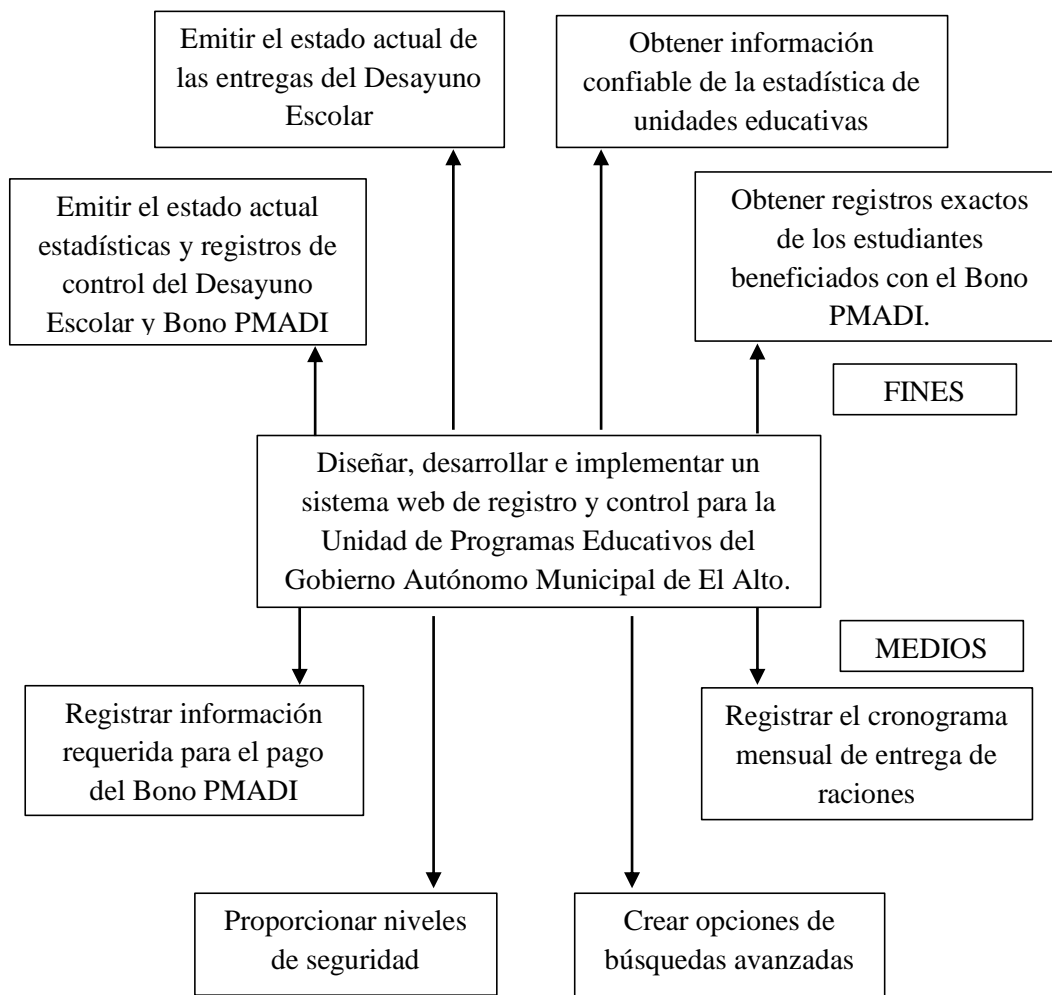 Emitir el estado actual de
las entregas del Desayuno
Escolar
Obtener información
confiable de la estadística de
unidades educativas
Emitir el estado actual
estadísticas y registros de
control del Desayuno
Escolar y Bono PMADI
Obtener registros exactos
de los estudiantes
beneficiados con el Bono
PMADI.
FINES
Diseñar, desarrollar e implementar un
sistema web de registro y control para la
Unidad de Programas Educativos del
Gobierno Autónomo Municipal de El Alto.
MEDIOS
Registrar información
requerida para el pago
del Bono PMADI
Registrar el cronograma
mensual de entrega de
raciones
Proporcionar niveles
de seguridad
Crear opciones de
búsquedas avanzadas